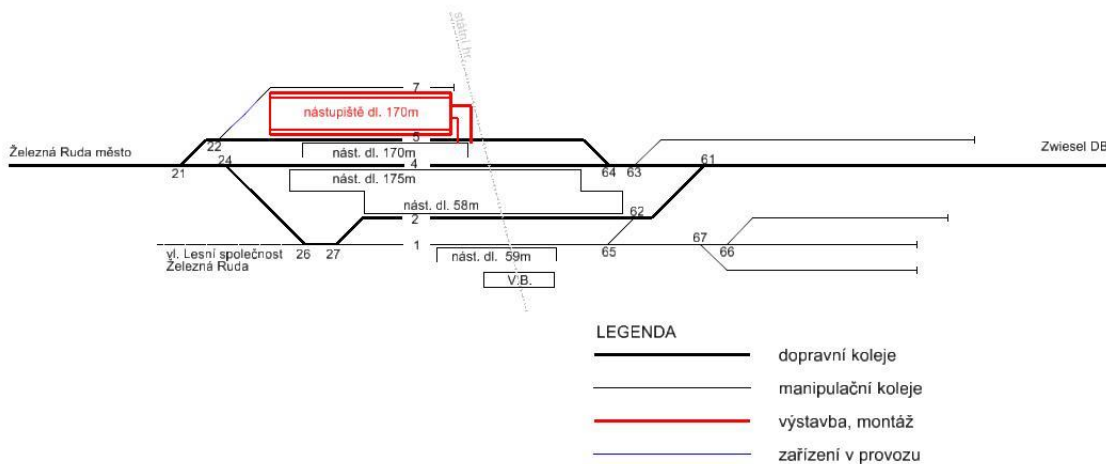 státní hr.
7
nástupiště dl. 170m
5
22
nást. dl. 170m
Železná Ruda město
4
Zwiesel DB
21
24
64
63
61
nást. dl. 175m
nást. dl. 58m
2
62
26
27
1
65
67
66
vl. Lesní společnost
Železná Ruda
nást. dl. 59m
V.B.
LEGENDA
dopravní koleje
manipulační koleje
výstavba, montáž
zařízení v provozu